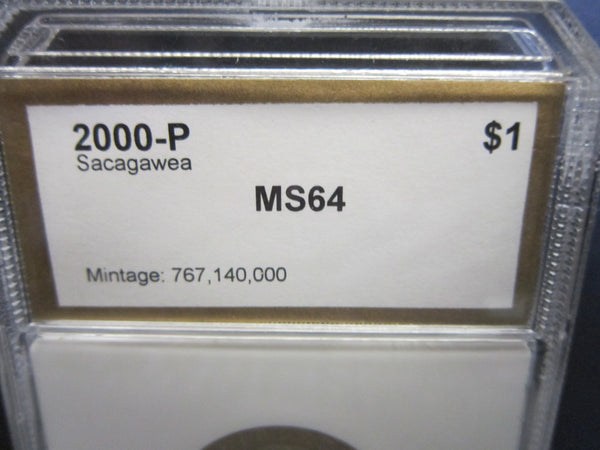 2000-P $1
Sacagawea
MS64
Mintage: 767,140,000